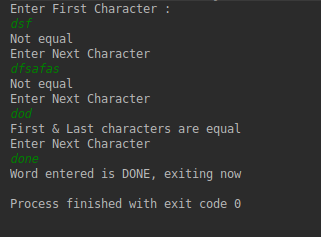 Enter First Character :
dsf
Not equal
Enter Next Character
dfsafas
Not equal
Enter Next Character
dod
First & Last characters are equal
Enter Next Character
done
Word entered is DONE, exiting now
Process finished with exit code 0